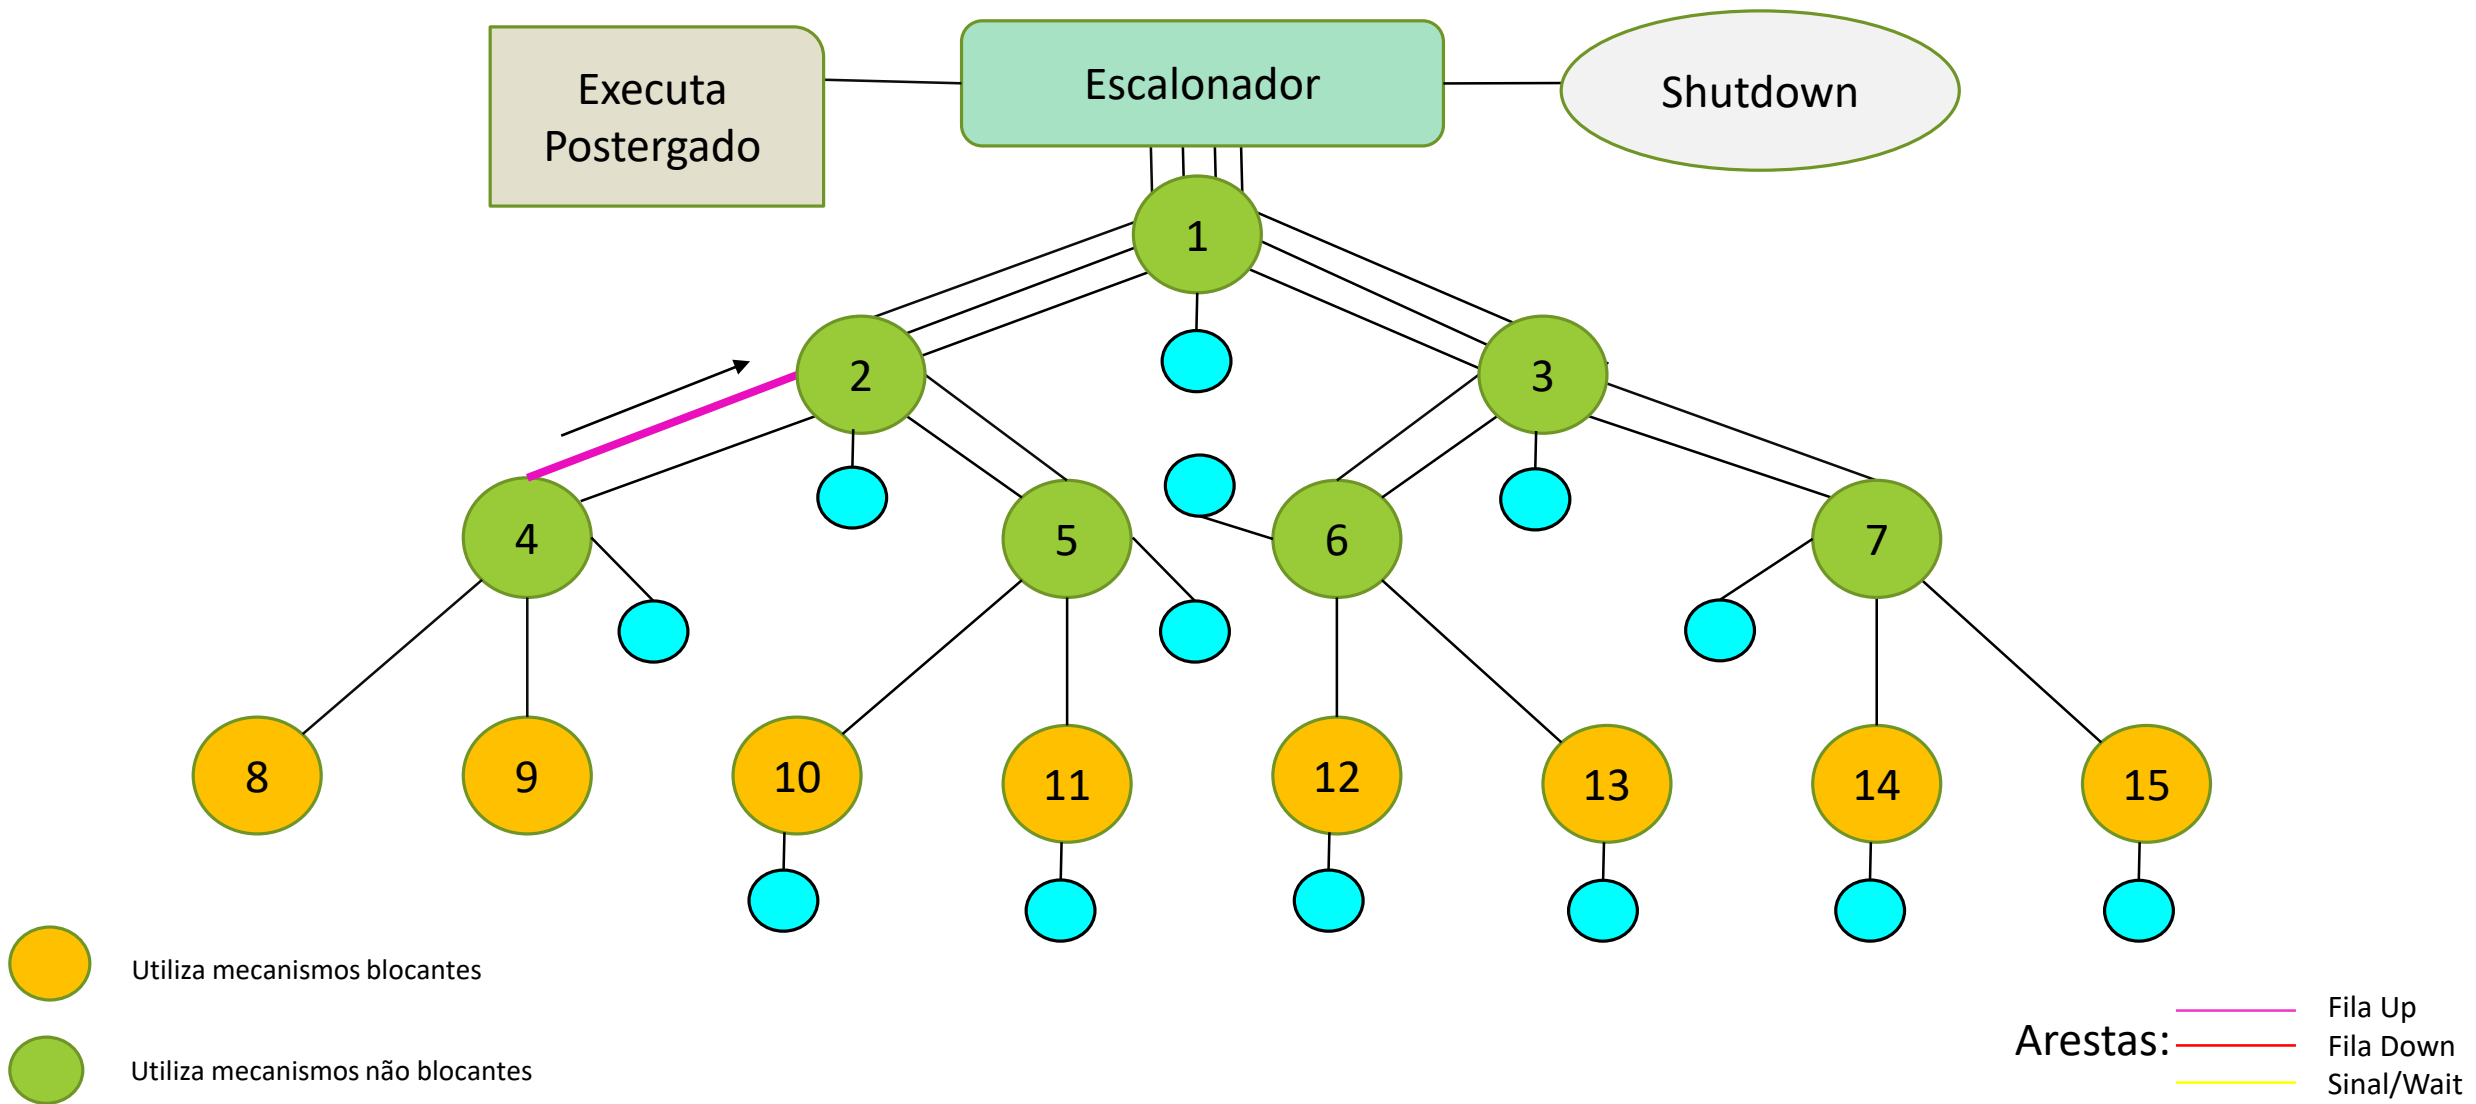 Executa
Postergado
Escalonador
Shutdown
1
2
3
4
5
6
7
8
9
10
11
12
13
14
15
Utiliza mecanismos blocantes
Utiliza mecanismos não blocantes
Arestas:
Fila Up
Fila Down
Sinal/Wait